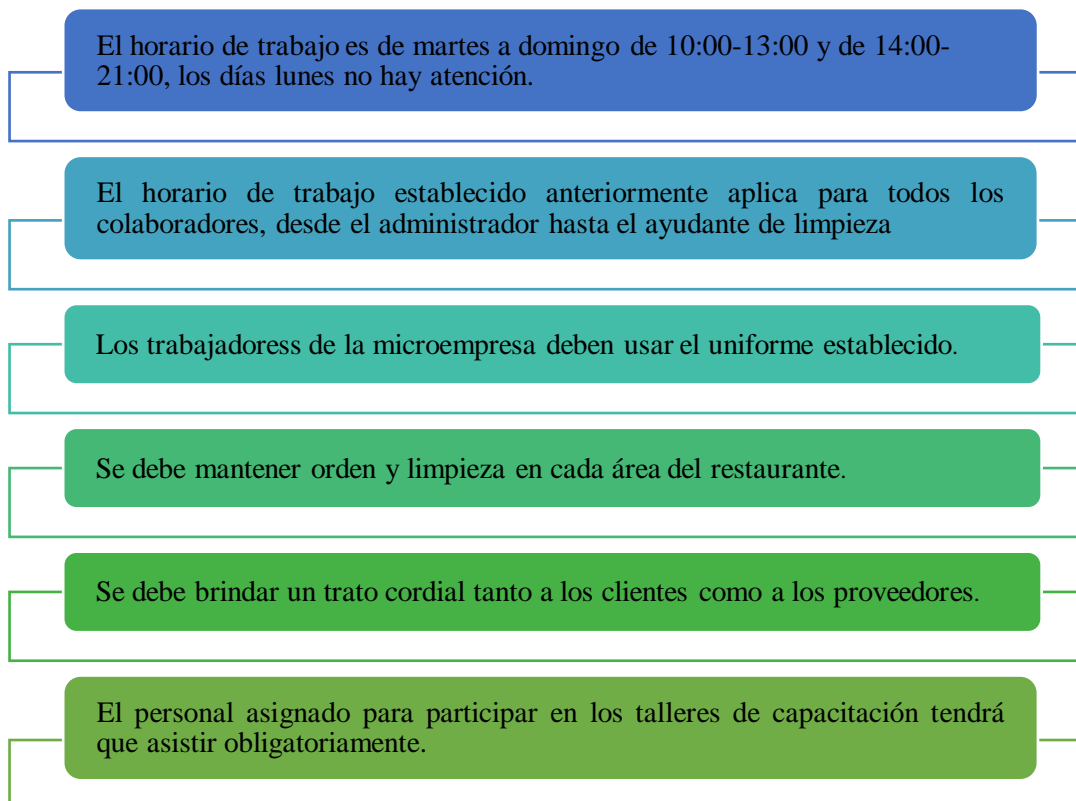 El horario de trabajo es de martes a domingo de 10:00-13:00 y de 14:00-
21:00, los días lunes no hay atención.
El horario de trabajo establecido anteriormente aplica para todos los
colaboradores, desde el administrador hasta el ayudante de limpieza
Los trabajadoress de la microempresa deben usar el uniforme establecido.
Se debe mantener orden y limpieza en cada área del restaurante.
Se debe brindar un trato cordial tanto a los clientes como a los proveedores.
El personal asignado para participar en los talleres de capacitación tendrá
que asistir obligatoriamente.